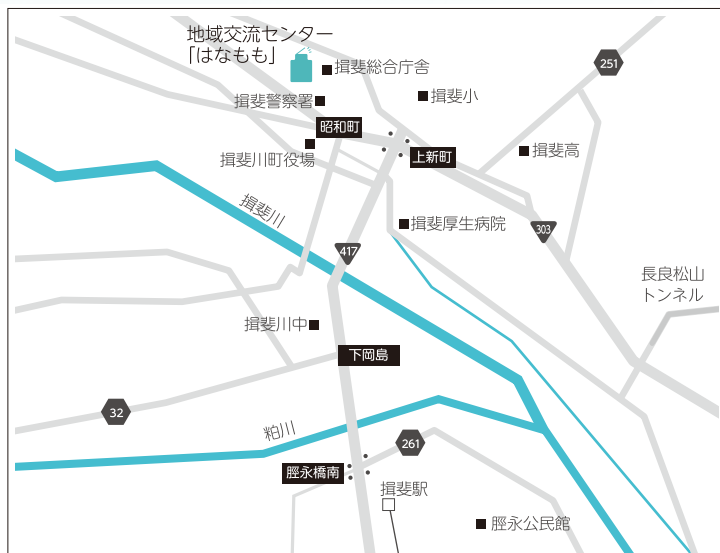 地域交流センター
「はなもも」
揖斐総合庁舎
251
揖斐警察署
揖斐小
昭和町
上新町
揖斐川町役場
揖斐高
揖斐川
揖斐厚生病院
303
417
長良松山
トンネル
揖斐川中
下岡島
32
粕川
261
脛永橋南
揖斐駅
脛永公民館